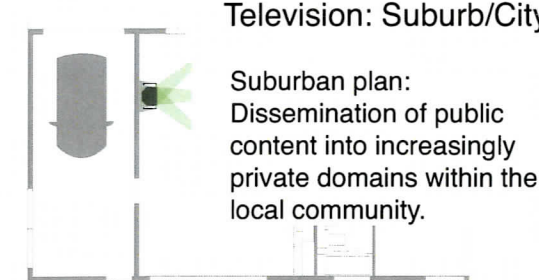 Television: Suburb/City
Suburban plan:
Dissemination of public
content into increasingly
private domains within the
local community.